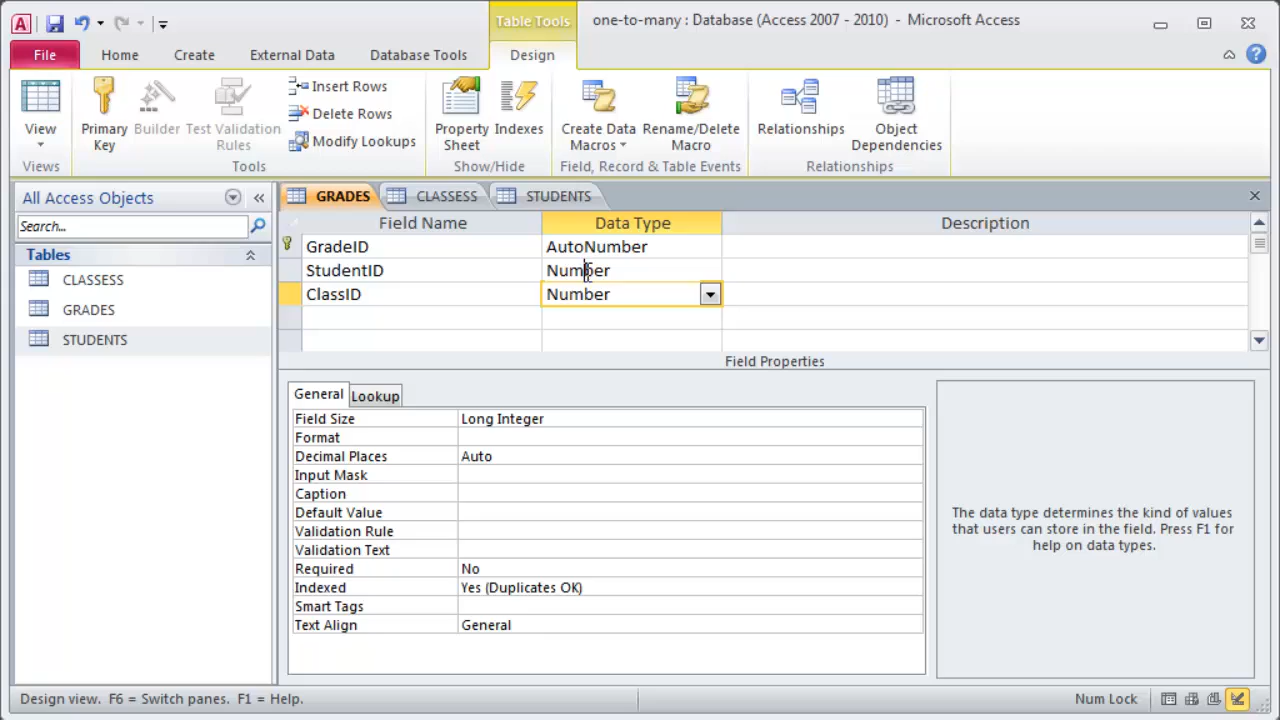 Table Tools
one-to-many : Database (Access 2007 - 2010) - Microsoft Access
File Home Create External Data Database Tools Design
View
Primary Key
Builder
Test Validation Rules
Insert Rows
Delete Rows
Modify Lookups
Property Sheet
Indexes
Create Data Macros
Rename/Delete Macro
Relationships
Object Dependencies
Views Tools Show/Hide Field, Record & Table Events Relationships
All Access Objects
Search...
Tables
CLASSESS
GRADES
STUDENTS
GRADES CLASSESS STUDENTS
Field Name Data Type Description
GradeID AutoNumber
StudentID Number
ClassID Number
Field Properties
General Lookup
Field Size Long Integer
Format
Decimal Places Auto
Input Mask
Caption
Default Value
Validation Rule
Validation Text
Required No
Indexed Yes (Duplicates OK)
Smart Tags
Text Align General
The data type determines the kind of values
that users can store in the field. Press F1 for
help on data types.
Design view. F6 = Switch panes. F1 = Help.
Num Lock